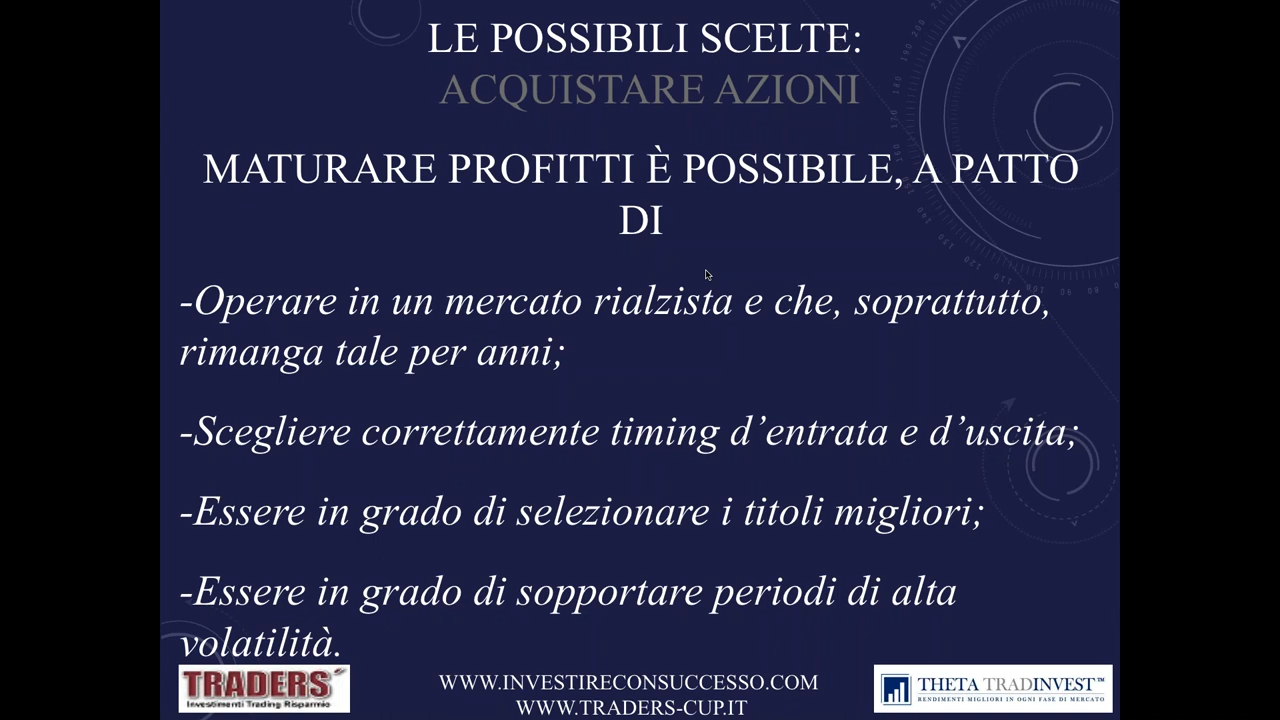 LE POSSIBILI SCELTE:
ACQUISTARE AZIONI
MATURARE PROFITTI È POSSIBILE, A PATTO
DI
-Operare in un mercato rialzista e che, soprattutto,
rimanga tale per anni;
-Scegliere correttamente timing d’entrata e d’uscita;
-Essere in grado di selezionare i titoli migliori;
-Essere in grado di sopportare periodi di alta
volatilità.
TRADERS´
Investimenti Trading Risparmio
WWW.INVESTIRECONSUCCESSO.COM
WWW.TRADERS-CUP.IT
THETA TRADINVEST™
RENDIMENTI MIGLIORI IN OGNI FASE DI MERCATO